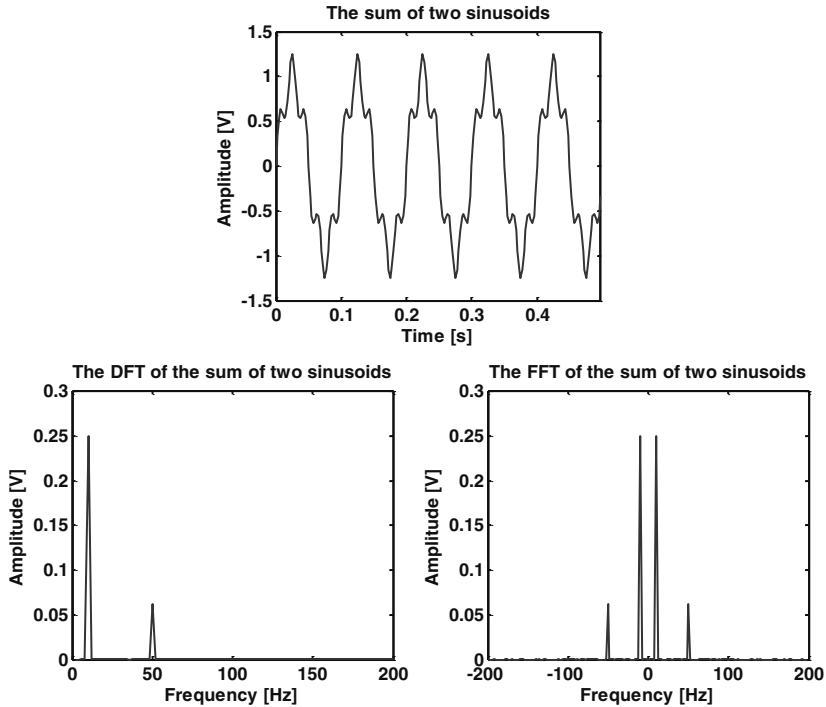 The sum of two sinusoids
1.5
1
0.5
0
-0.5
-1
-1.5
Amplitude [V]
0 0.1 0.2 0.3 0.4
Time [s]
The DFT of the sum of two sinusoids
0.3
0.25
0.2
0.15
0.1
0.05
0
Amplitude [V]
0 50 100 150 200
Frequency [Hz]
The FFT of the sum of two sinusoids
0.3
0.25
0.2
0.15
0.1
0.05
0
Amplitude [V]
-200 -100 0 100 200
Frequency [Hz]